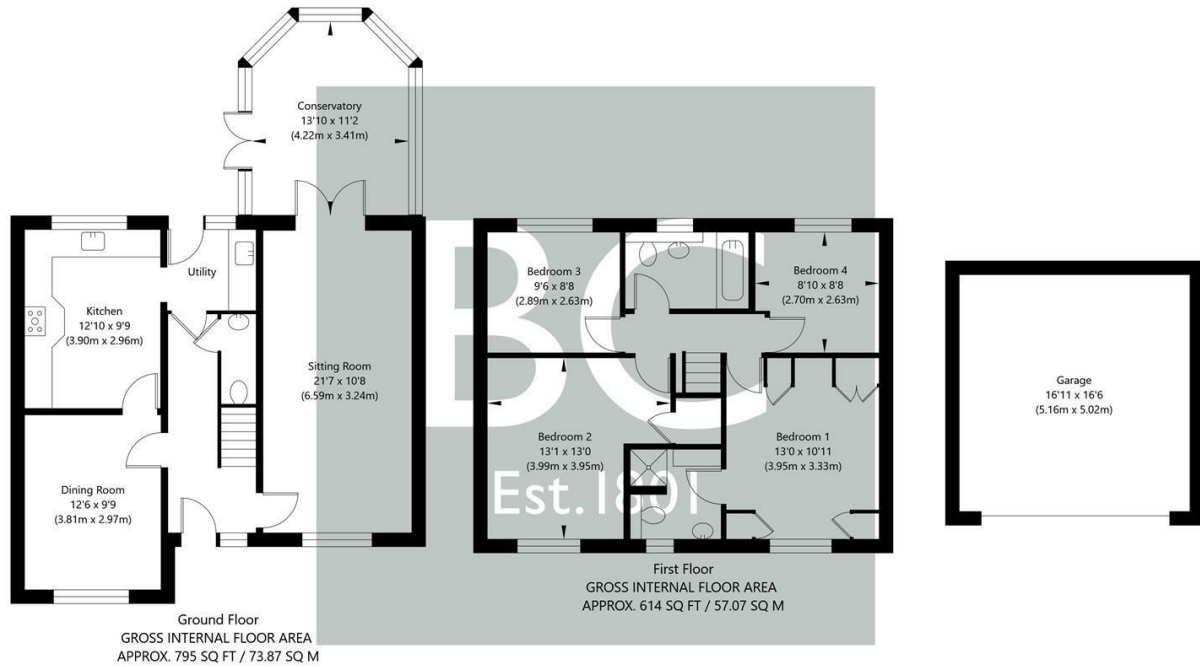 Conservatory
13'10 x 11'2
(4.22m x 3.41m)
Utility
Kitchen
12'10 x 9'9
(3.90m x 2.96m)
Sitting Room
21'7 x 10'8
(6.59m x 3.24m)
Dining Room
12'6 x 9'9
(3.81m x 2.97m)
Ground Floor
GROSS INTERNAL FLOOR AREA
APPROX. 795 SQ FT / 73.87 SQ M
BC
Est.1801
Bedroom 3
9'6 x 8'8
(2.89m x 2.63m)
Bedroom 4
8'10 x 8'8
(2.70m x 2.63m)
Bedroom 2
13'1 x 13'0
(3.99m x 3.95m)
Bedroom 1
13'0 x 10'11
(3.95m x 3.33m)
First Floor
GROSS INTERNAL FLOOR AREA
APPROX. 614 SQ FT / 57.07 SQ M
Garage
16'11 x 16'6
(5.16m x 5.02m)